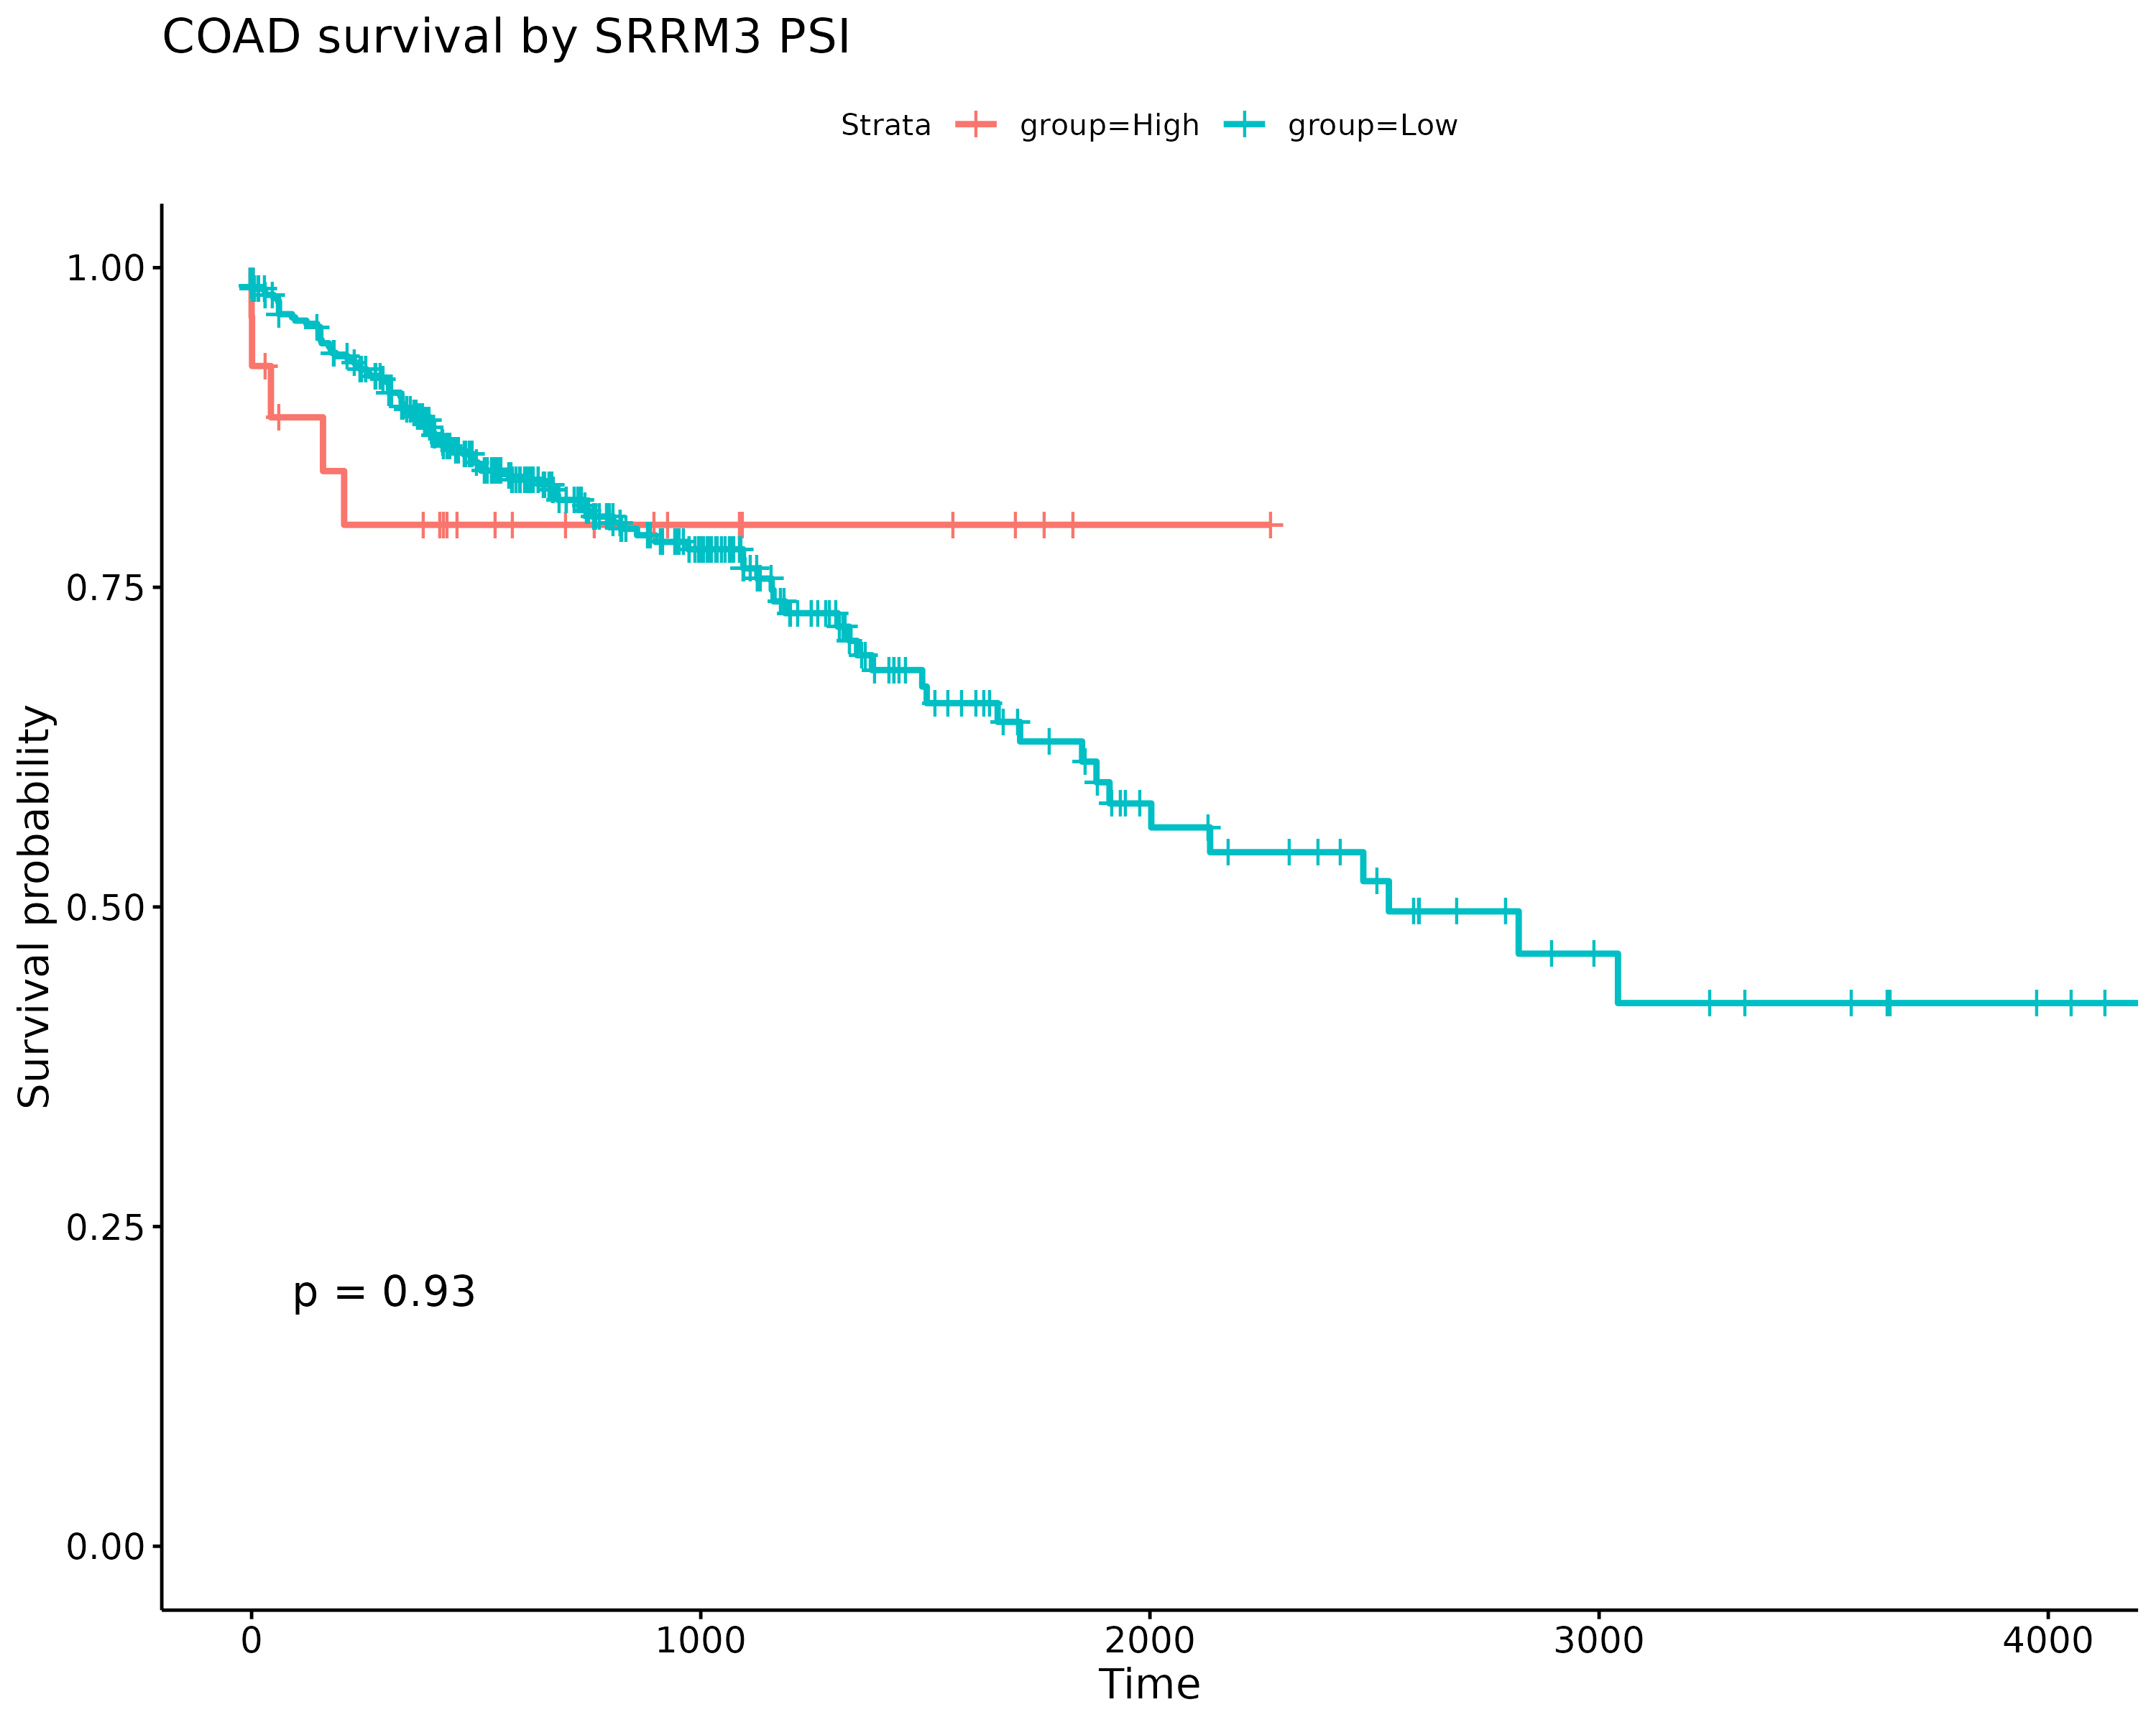 COAD survival by SRRM3 PSI
Strata group=High group=Low
Survival probability
1.00
0.75
0.50
0.25
0.00
p = 0.93
0 1000 2000 3000 4000
Time